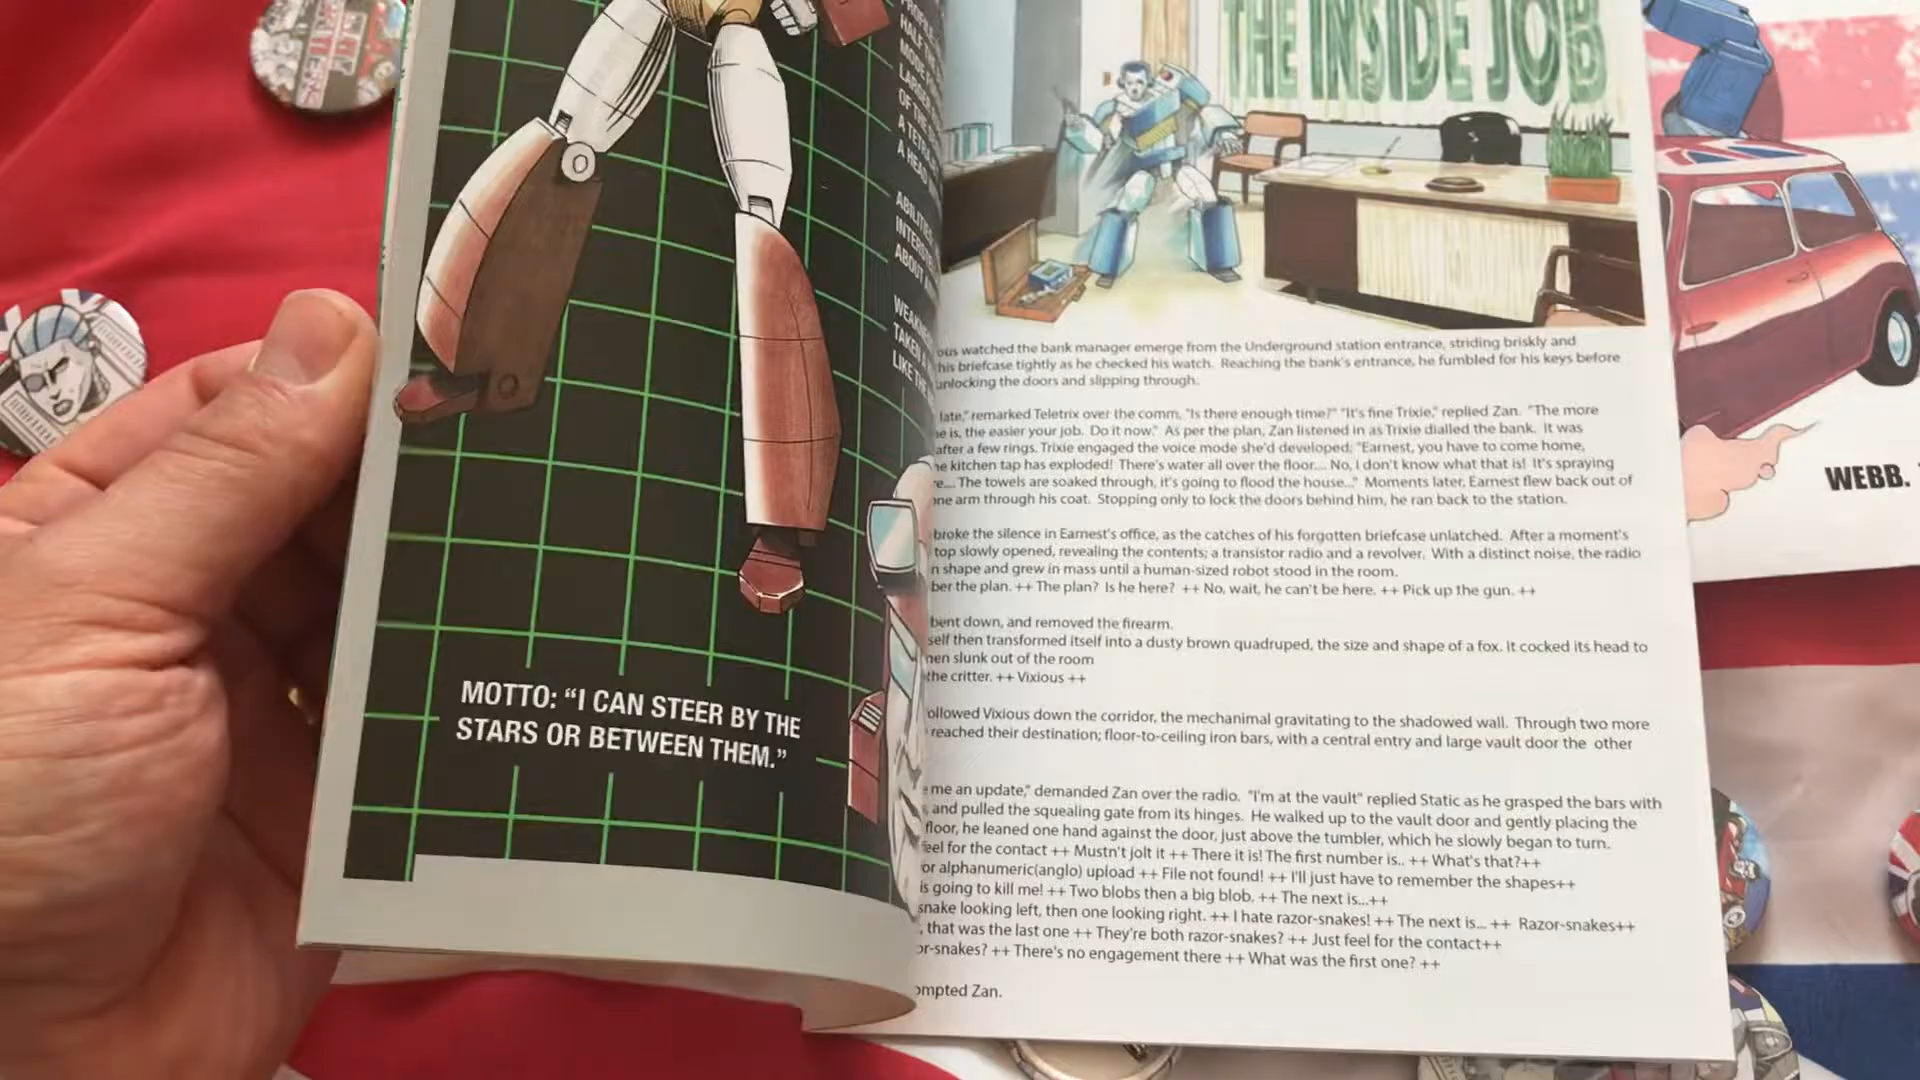 HALF
MODE
LARGER
OF THE
A HEAD
MOTTO: “I CAN STEER BY THE
STARS OR BETWEEN THEM.”
THE INSIDE JOB
watched the bank manager emerge from the Underground station entrance, striding briskly and
his briefcase tightly as he checked his watch. Reaching the bank's entrance, he fumbled for his keys before
unlocking the doors and slipping through.
late,” remarked Teletrix over the comm, “Is there enough time?” “It's fine Trixie,” replied Zan. “The more
is, the easier your job. Do it now.” As per the plan, Zan listened in as Trixie dialled the bank. It was
after a few rings. Trixie engaged the voice mode she'd developed; “Earnest, you have to come home,
kitchen tap has exploded! There's water all over the floor.... No, I don't know what that is! It's spraying
The towels are soaked through, it's going to flood the house...” Moments later, Earnest flew back out of
one arm through his coat. Stopping only to lock the doors behind him, he ran back to the station.
broke the silence in Earnest's office, as the catches of his forgotten briefcase unlatched. After a moment's
top slowly opened, revealing the contents; a transistor radio and a revolver. With a distinct noise, the radio
shape and grew in mass until a human-sized robot stood in the room.
the plan. ++ The plan? Is he here? ++ No, wait, he can't be here. ++ Pick up the gun. ++
bent down, and removed the firearm.
self then transformed itself into a dusty brown quadruped, the size and shape of a fox. It cocked its head to
slunk out of the room
the critter. ++ Vixious ++
followed Vixious down the corridor, the mechanimal gravitating to the shadowed wall. Through two more
reached their destination; floor-to-ceiling iron bars, with a central entry and large vault door the other
me an update,” demanded Zan over the radio. “I'm at the vault” replied Static as he grasped the bars with
and pulled the squealing gate from its hinges. He walked up to the vault door and gently placing the
floor, he leaned one hand against the door, just above the tumbler, which he slowly began to turn.
feel for the contact ++ Mustn't jolt it ++ There it is! The first number is.. ++ What's that?++
or alphanumeric(anglo) upload ++ File not found! ++ I'll just have to remember the shapes++
is going to kill me! ++ Two blobs then a big blob. ++ The next is...++
snake looking left, then one looking right. ++ I hate razor-snakes! ++ The next is... ++ Razor-snakes++
, that was the last one ++ They're both razor-snakes? ++ Just feel for the contact++
or-snakes? ++ There's no engagement there ++ What was the first one? ++
ompted Zan.
WEBB.